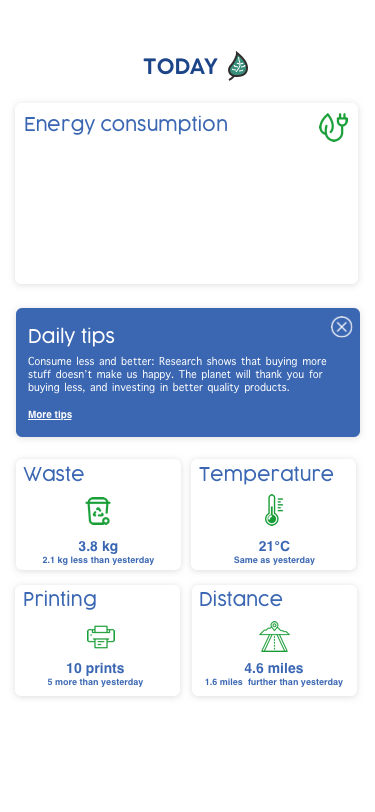 TODAY
Energy consumption
Daily tips
Consume less and better: Research shows that buying more
stuff doesn't make us happy. The planet will thank you for
buying less, and investing in better quality products.
More tips
Waste
3.8 kg
2.1 kg less than yesterday
Temperature
21°C
Same as yesterday
Printing
10 prints
5 more than yesterday
Distance
4.6 miles
1.6 miles  further than yesterday